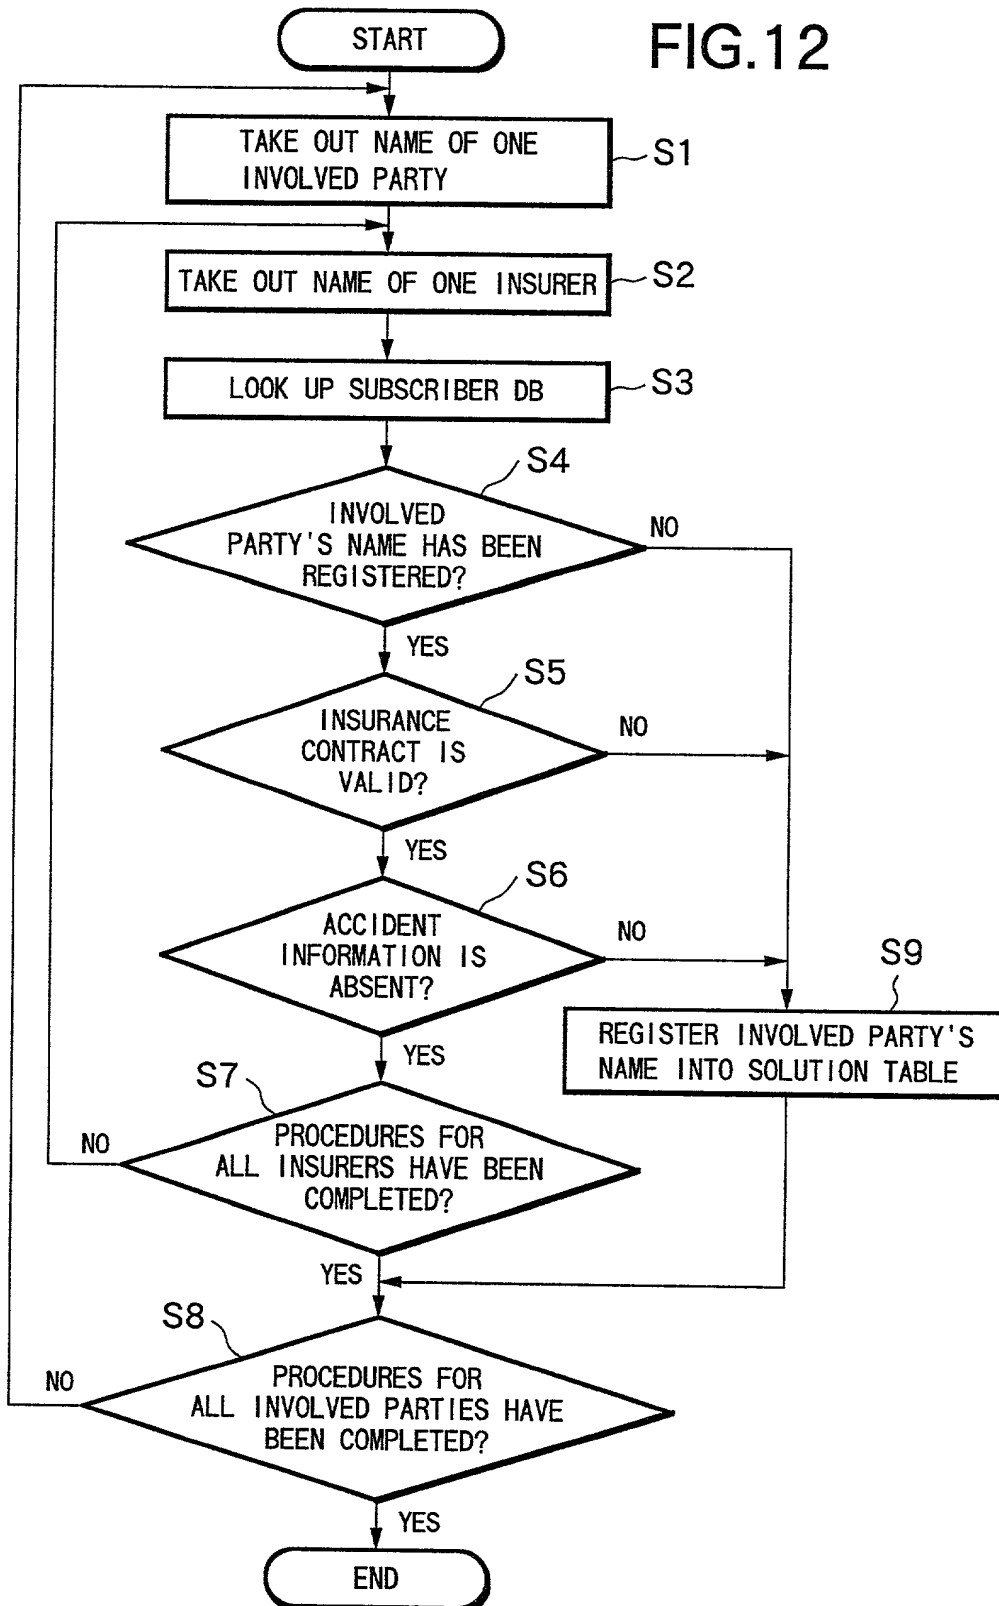 START
FIG.12
TAKE OUT NAME OF ONE
INVOLVED PARTY
S1
TAKE OUT NAME OF ONE INSURER
S2
LOOK UP SUBSCRIBER DB
S3
S4
INVOLVED
PARTY'S NAME HAS BEEN
REGISTERED?
NO
YES
S5
INSURANCE
CONTRACT IS
VALID?
NO
YES
S6
ACCIDENT
INFORMATION IS
ABSENT?
NO
S9
REGISTER INVOLVED PARTY'S
NAME INTO SOLUTION TABLE
YES
S7
PROCEDURES FOR
ALL INSURERS HAVE BEEN
COMPLETED?
NO
YES
S8
PROCEDURES FOR
ALL INVOLVED PARTIES HAVE
BEEN COMPLETED?
NO
YES
END